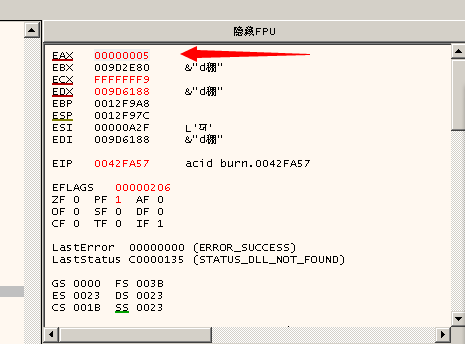 隐藏FPU
EAX 00000005
EBX 009D2E80 &"d棚"
ECX FFFFFFF9
EDX 009D6188 &"d棚"
EBP 0012F9A8
ESP 0012F97C
ESI 00000A2F L'
EDI 009D6188 &"d棚"
EIP 0042FA57 acid burn.0042FA57
EFLAGS 00000206
ZF 0 PF 1 AF 0
OF 0 SF 0 DF 0
CF 0 TF 0 IF 1
LastError 00000000 (ERROR_SUCCESS)
LastStatus C0000135 (STATUS_DLL_NOT_FOUND)
GS 0000 FS 003B
ES 0023 DS 0023
CS 001B SS 0023